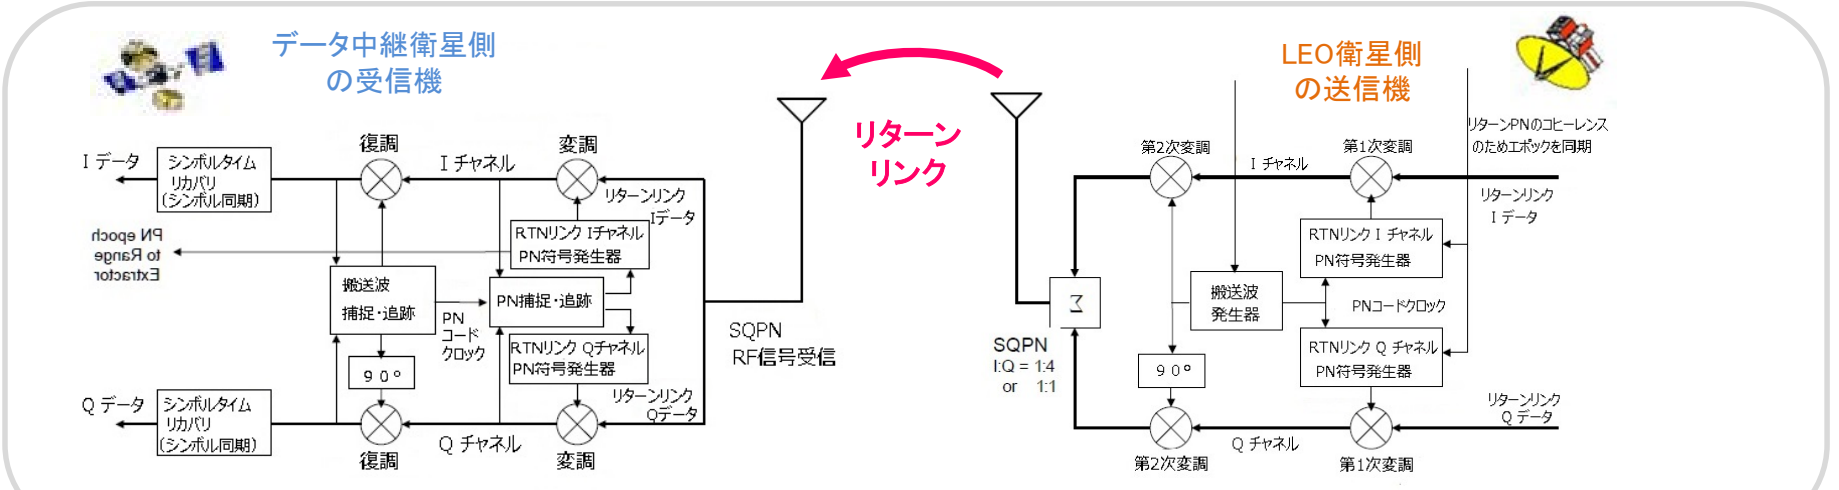 データ中継衛星側
の受信機
リターン
リンク
LEO衛星側
の送信機
リターンPNのコヒーレンス
のためエポックを同期
I データ
シンボルタイム
リカバリ
(シンボル同期)
復調
I チャネル
変調
リターンリンク
Iデータ
RTNリンク Iチャネル
PN符号発生器
PN epoch
to Range
Extractor
搬送波
捕捉・追跡
PN
コード
クロック
PN捕捉・追跡
RTNリンク Qチャネル
PN符号発生器
90°
リターンリンク
Qデータ
Q データ
シンボルタイム
リカバリ
(シンボル同期)
復調
Q チャネル
変調
SQPN
RF信号受信
SQPN
I:Q = 1:4
or 1:1
Σ
第2次変調
I チャネル
第1次変調
リターンリンク
I データ
RTNリンク I チャネル
PN符号発生器
搬送波
発生器
PNコードクロック
RTNリンク Q チャネル
PN符号発生器
90°
リターンリンク
Q データ
第2次変調
Q チャネル
第1次変調